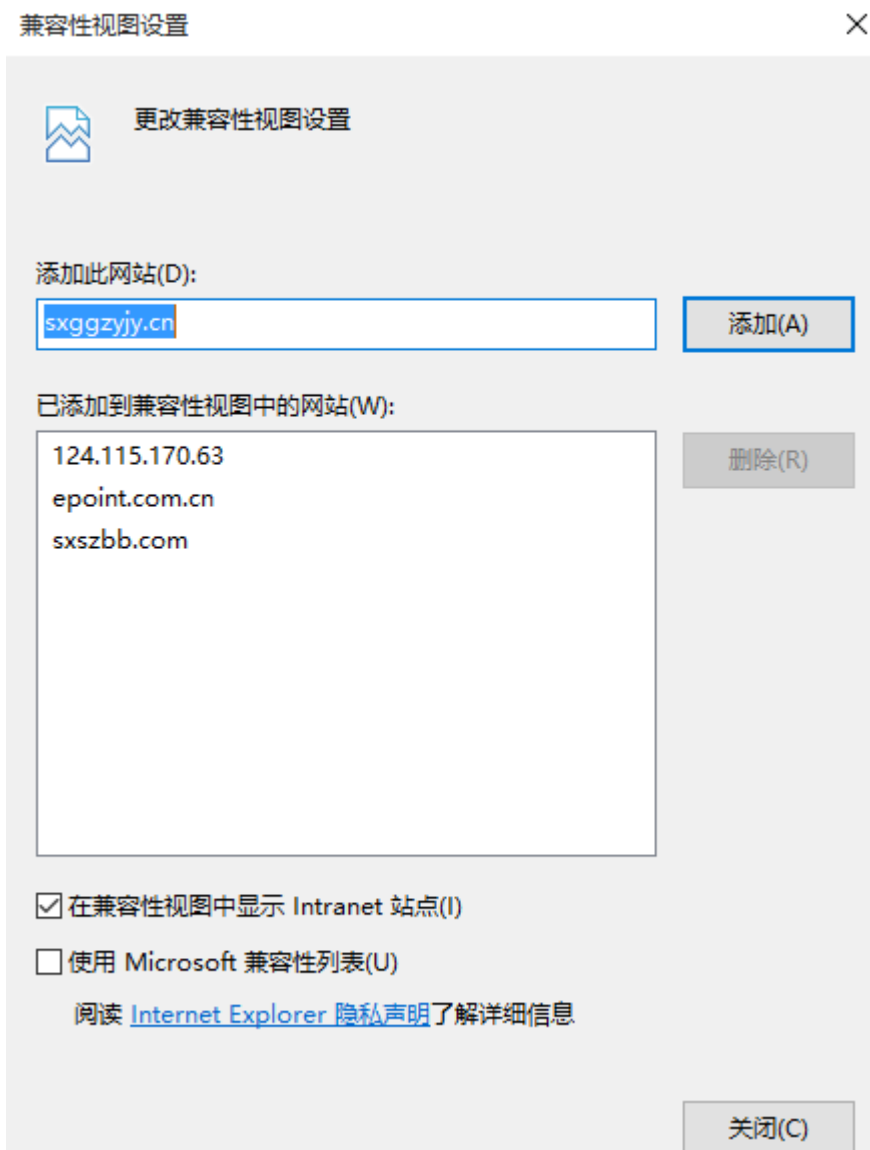 兼容性视图设置
更改兼容性视图设置
添加此网站(D):
sxggzyjy.cn
添加(A)
已添加到兼容性视图中的网站(W):
124.115.170.63
epoint.com.cn
sxszbb.com
删除(R)
在兼容性视图中显示 Intranet 站点(I)
使用 Microsoft 兼容性列表(U)
阅读 Internet Explorer 隐私声明了解详细信息
关闭(C)